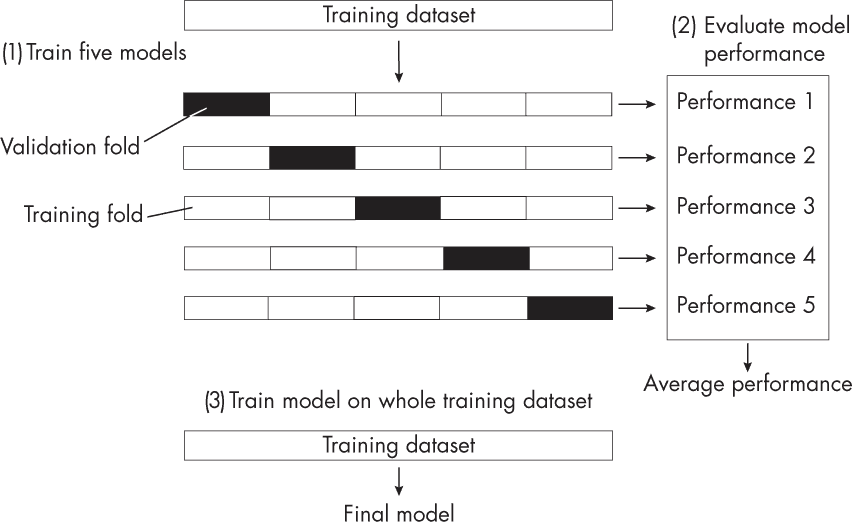 Training dataset
(1) Train five models
(2) Evaluate model
performance
Validation fold
Training fold
Performance 1
Performance 2
Performance 3
Performance 4
Performance 5
Average performance
(3) Train model on whole training dataset
Training dataset
Final model